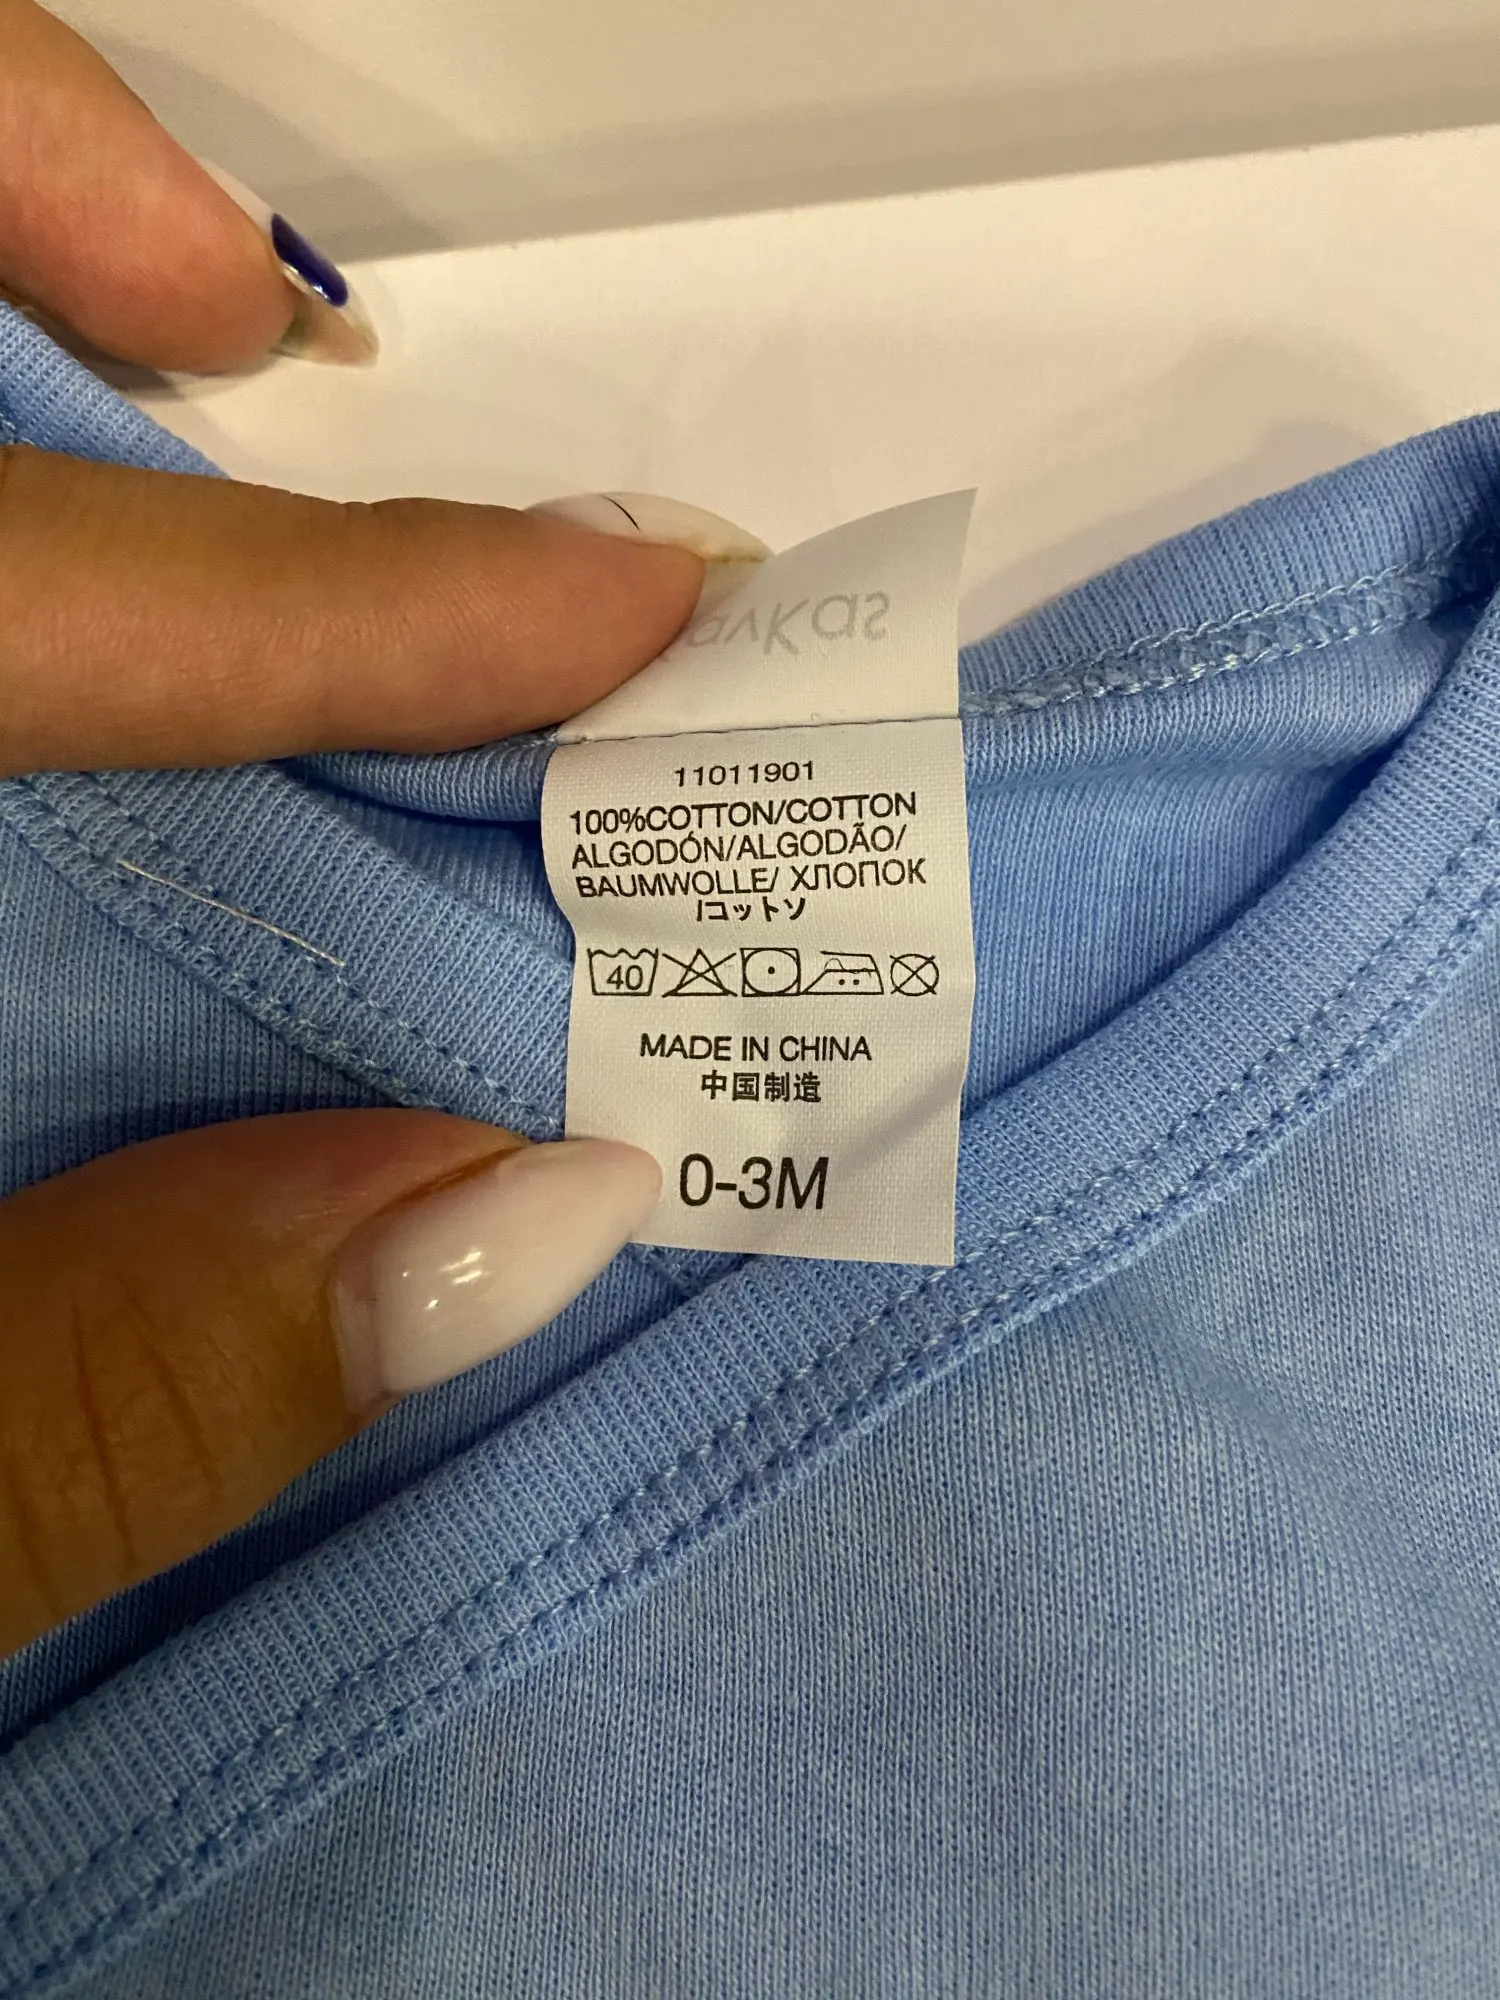 11011901
100%COTTON/COTTON
ALGODÓN/ALGODÃO/
BAUMWOLLE/ ХЛОПОК
/コットソ
40
MADE IN CHINA
中国制造
0-3M